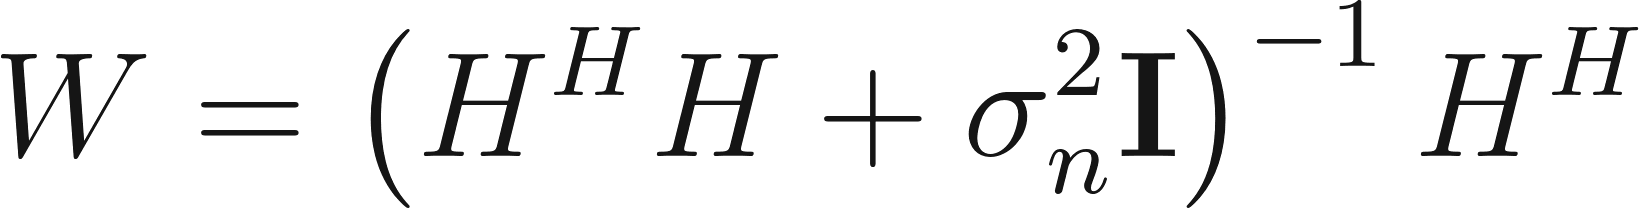 W = (H^H H + σ_n^2 𝐈)^{-1} H^H